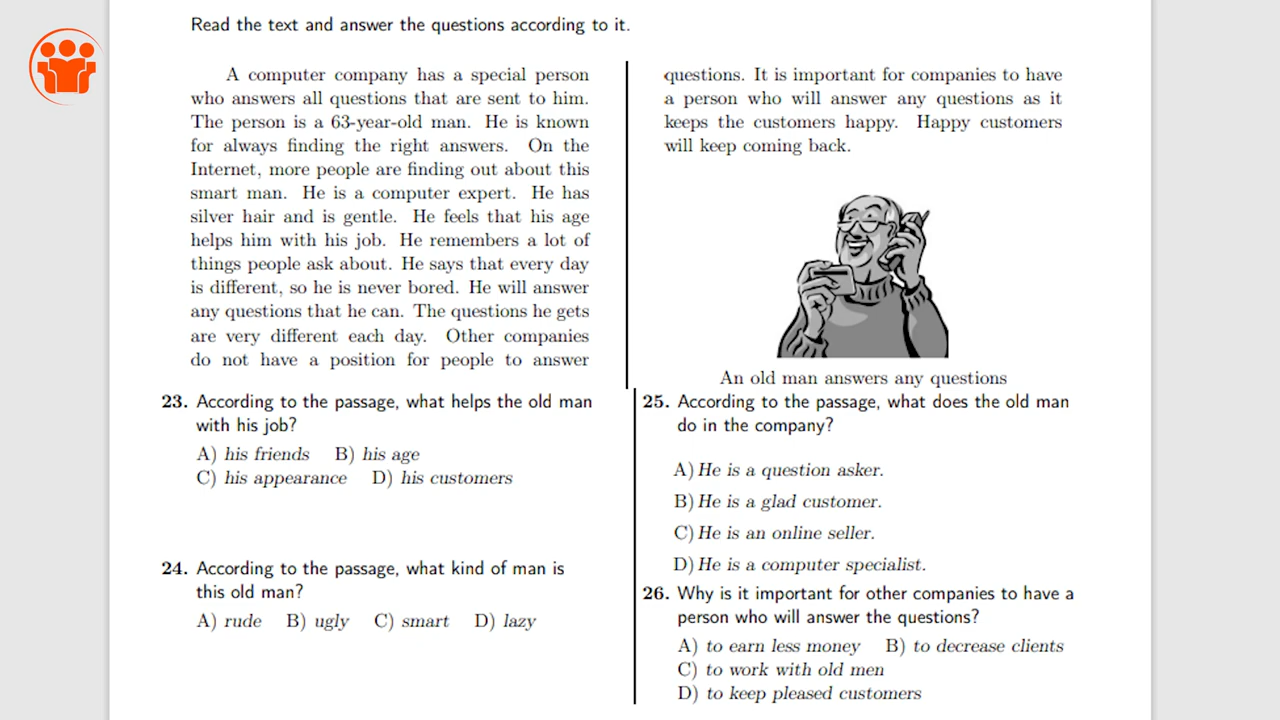 Read the text and answer the questions according to it.
A computer company has a special person
who answers all questions that are sent to him.
The person is a 63-year-old man. He is known
for always finding the right answers. On the
Internet, more people are finding out about this
smart man. He is a computer expert. He has
silver hair and is gentle. He feels that his age
helps him with his job. He remembers a lot of
things people ask about. He says that every day
is different, so he is never bored. He will answer
any questions that he can. The questions he gets
are very different each day. Other companies
do not have a position for people to answer
questions. It is important for companies to have
a person who will answer any questions as it
keeps the customers happy. Happy customers
will keep coming back.
An old man answers any questions
23. According to the passage, what helps the old man
with his job?
A) his friends B) his age
C) his appearance D) his customers
24. According to the passage, what kind of man is
this old man?
A) rude B) ugly C) smart D) lazy
25. According to the passage, what does the old man
do in the company?
A) He is a question asker.
B) He is a glad customer.
C) He is an online seller.
D) He is a computer specialist.
26. Why is it important for other companies to have a
person who will answer the questions?
A) to earn less money B) to decrease clients
C) to work with old men
D) to keep pleased customers